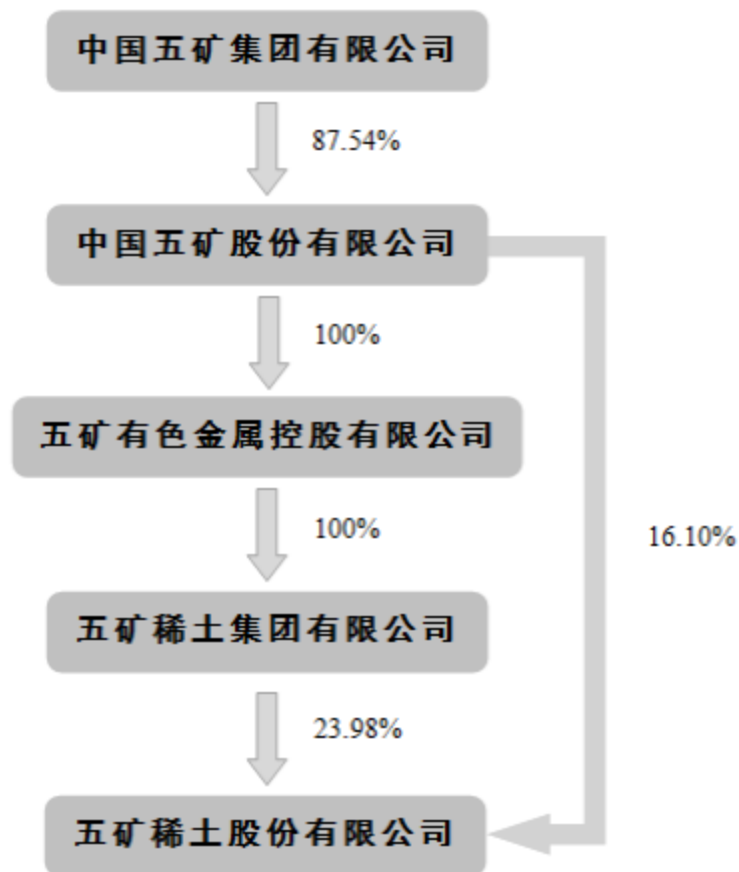 中国五矿集团有限公司
87.54%
中国五矿股份有限公司
100%
五矿有色金属控股有限公司
100%
16.10%
五矿稀土集团有限公司
23.98%
五矿稀土股份有限公司